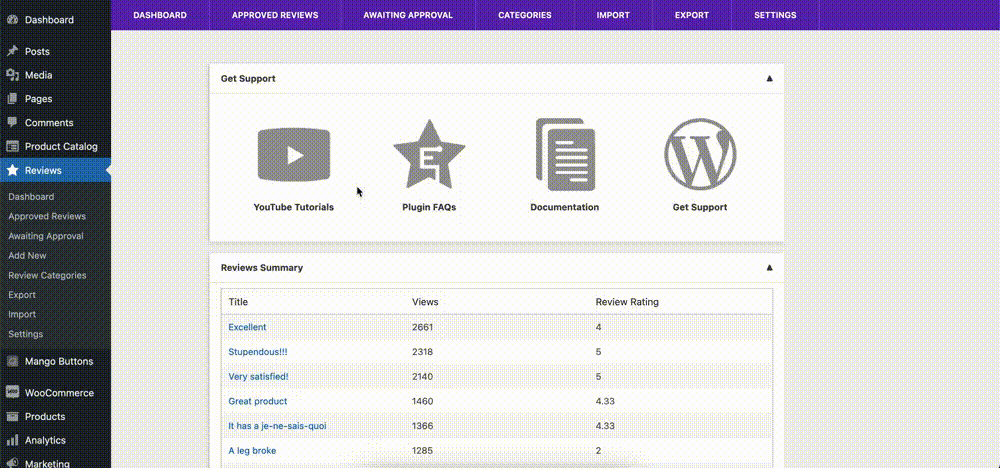 DASHBOARD APPROVED REVIEWS AWAITING APPROVAL CATEGORIES IMPORT EXPORT SETTINGS
Dashboard
Posts
Media
Pages
Comments
Product Catalog
Reviews
Dashboard
Approved Reviews
Awaiting Approval
Add New
Review Categories
Export
Import
Settings
Mango Buttons
WOO WooCommerce
Products
Analytics
Marketing
Get Support
E
YouTube Tutorials Plugin FAQs Documentation Get Support
Reviews Summary
Title Views Review Rating
Excellent 2661 4
Stupendous!!! 2318 5
Very satisfied! 2140 5
Great product 1460 4.33
It has a je-ne-sais-quoi 1366 4.33
A leg broke 1285 2